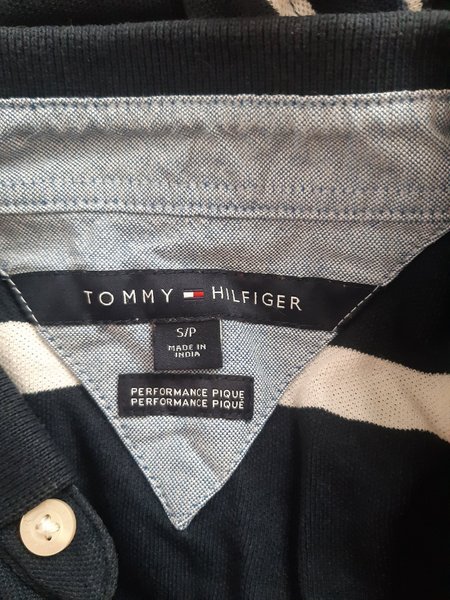 TOMMY HILFIGER
S/P
MADE IN
INDIA
PERFORMANCE PIQUE
PERFORMANCE PIQUÉ